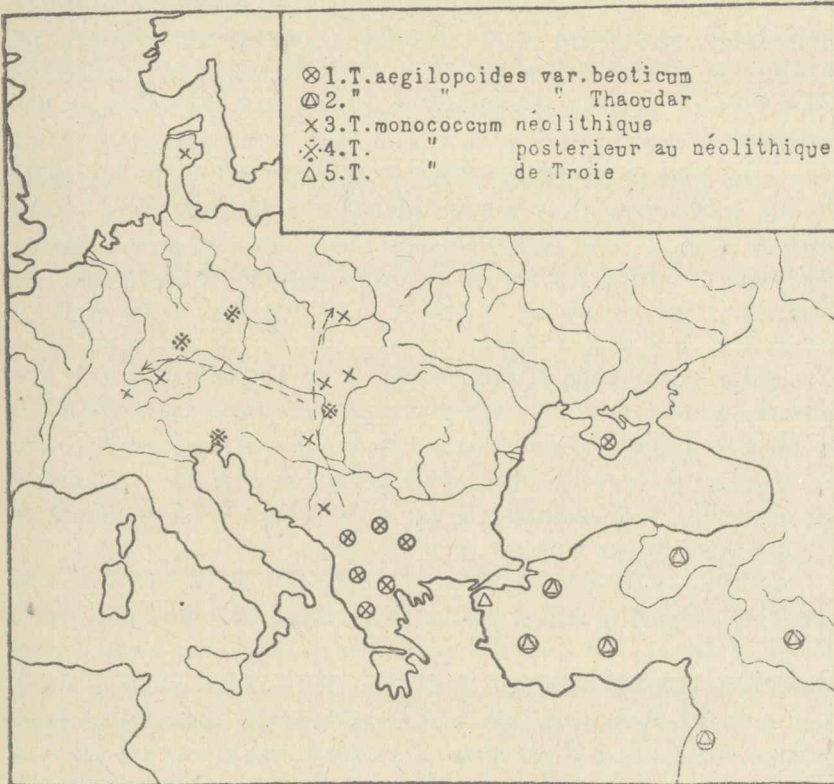 ⊗1.T.aegilopoides var.beoticum
2." " " Thaoudar
×3.T.monococcum néolithique
※4.T. " posterieur au néolithique
△5.T. " de Troie